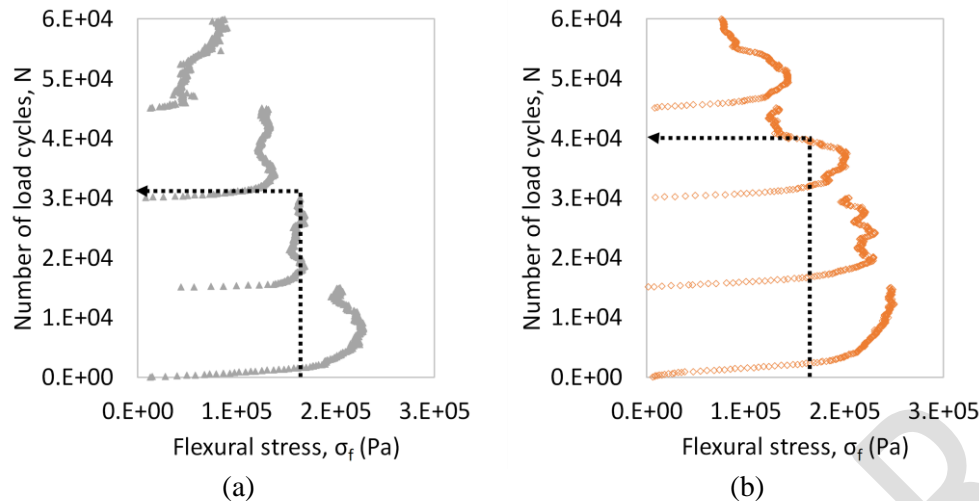 Number of load cycles, N
6.E+04
5.E+04
4.E+04
3.E+04
2.E+04
1.E+04
0.E+00
0.E+00 1.E+05 2.E+05 3.E+05
Flexural stress, σf (Pa)
(a)
Number of load cycles, N
6.E+04
5.E+04
4.E+04
3.E+04
2.E+04
1.E+04
0.E+00
0.E+00 1.E+05 2.E+05 3.E+05
Flexural stress, σf (Pa)
(b)